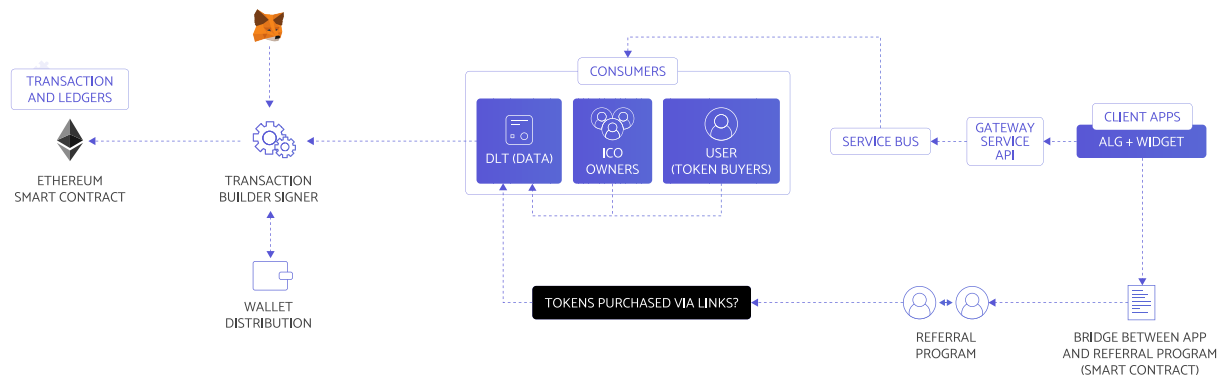 TRANSACTION
AND LEDGERS
ETHEREUM
SMART CONTRACT
TRANSACTION
BUILDER SIGNER
WALLET
DISTRIBUTION
CONSUMERS
DLT (DATA)
ICO
OWNERS
USER
(TOKEN BUYERS)
SERVICE BUS
GATEWAY
SERVICE
API
CLIENT APPS
ALG + WIDGET
TOKENS PURCHASED VIA LINKS?
REFERRAL
PROGRAM
BRIDGE BETWEEN APP
AND REFERRAL PROGRAM
(SMART CONTRACT)